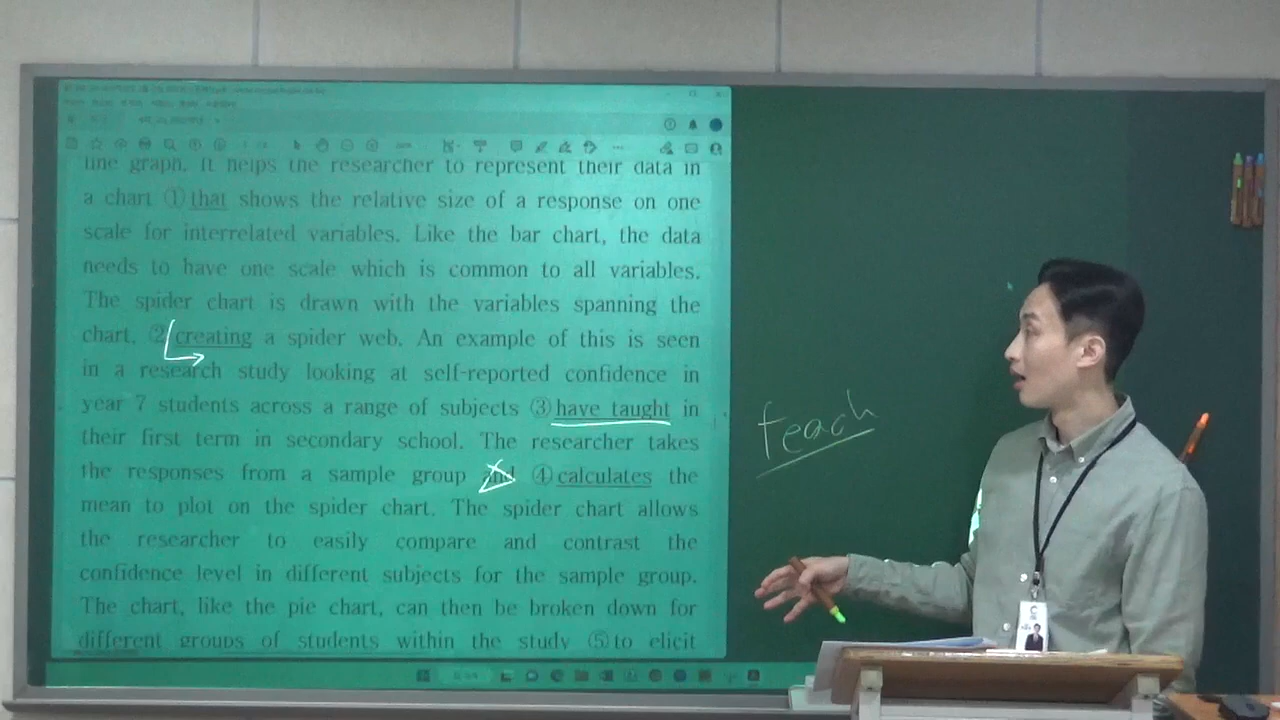 line graph. It helps the researcher to represent their data in
a chart ① that shows the relative size of a response on one
scale for interrelated variables. Like the bar chart, the data
needs to have one scale which is common to all variables.
The spider chart is drawn with the variables spanning the
chart, ② creating a spider web. An example of this is seen
in a research study looking at self-reported confidence in
year 7 students across a range of subjects ③ have taught in
their first term in secondary school. The researcher takes
the responses from a sample group and ④ calculates the
mean to plot on the spider chart. The spider chart allows
the researcher to easily compare and contrast the
confidence level in different subjects for the sample group.
The chart, like the pie chart, can then be broken down for
different groups of students within the study ⑤ to elicit
teach